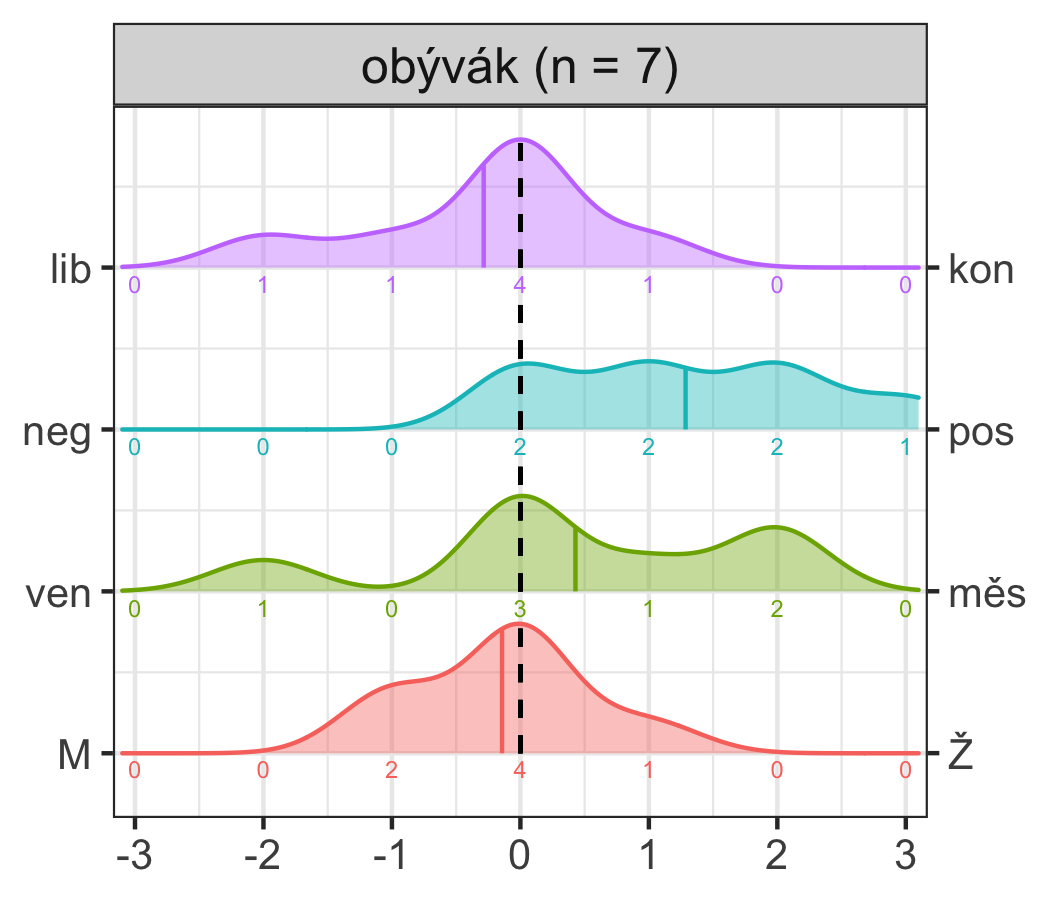 obývák (n = 7)
lib kon
0 1 1 4 1 0 0
neg pos
0 0 0 2 2 2 1
ven měs
0 1 0 3 1 2 0
M Ž
0 0 2 4 1 0 0
-3 -2 -1 0 1 2 3